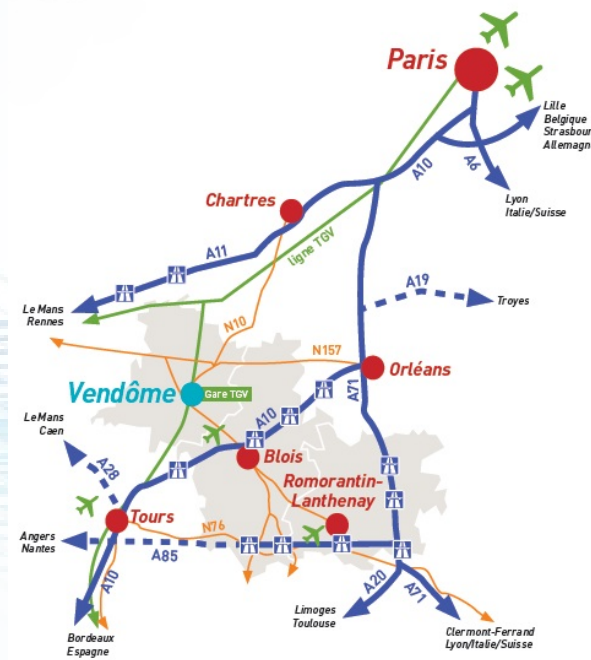 Paris
Lille
Belgique
Strasbour
Allemagn
A10
A6
Lyon
Italie/Suisse
Chartres
A11
ligne TGV
A19
Troyes
Le Mans
Rennes
N10
N157
Orléans
A71
Vendôme
Gare TGV
Le Mans
Caen
A10
Blois
A28
Romorantin-
Lanthenay
Tours
N76
Angers
Nantes
A85
A10
A20
A71
Limoges
Toulouse
Bordeaux
Espagne
Clermont-Ferrand
Lyon/Italie/Suisse